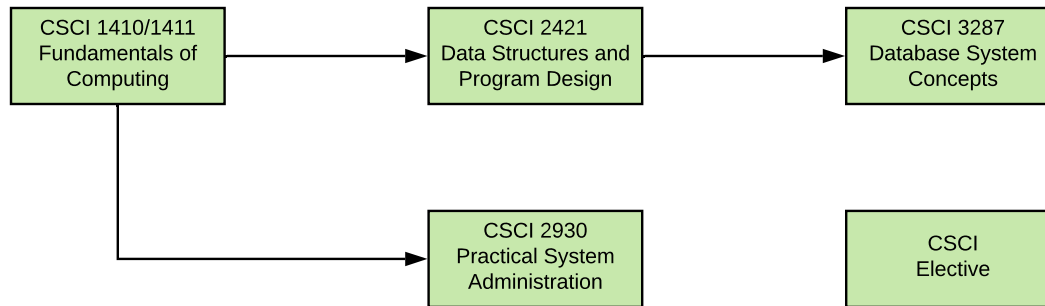 CSCI 1410/1411
Fundamentals of
Computing
CSCI 2421
Data Structures and
Program Design
CSCI 3287
Database System
Concepts
CSCI 2930
Practical System
Administration
CSCI
Elective